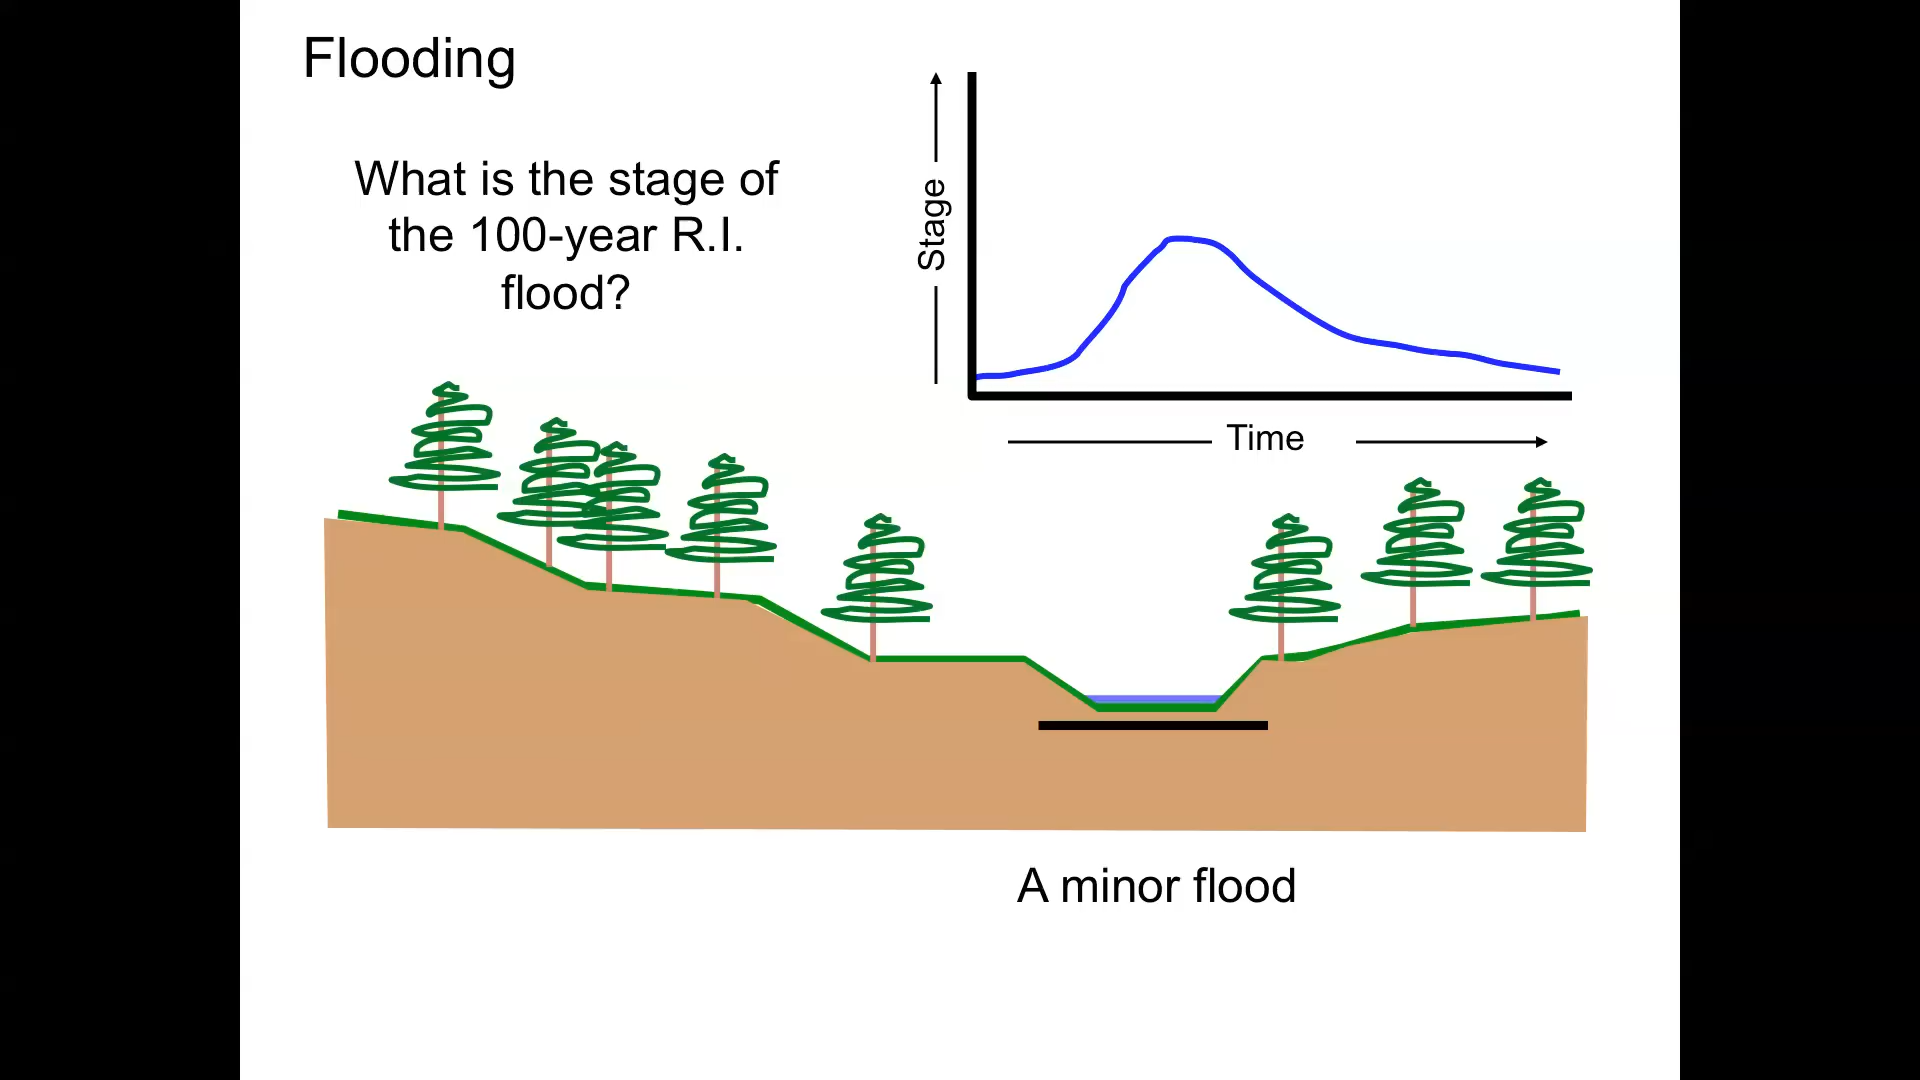 Flooding
What is the stage of
the 100-year R.I.
flood?
Stage
Time
A minor flood